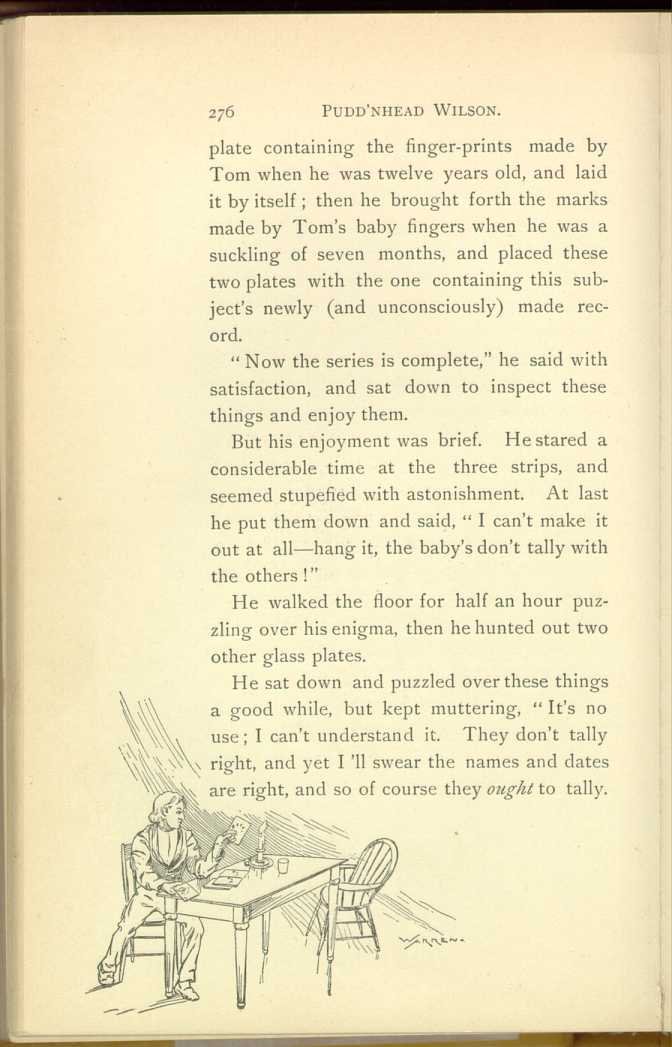 276 PUDD'NHEAD WILSON.
plate containing the finger-prints made by
Tom when he was twelve years old, and laid
it by itself ; then he brought forth the marks
made by Tom's baby fingers when he was a
suckling of seven months, and placed these
two plates with the one containing this sub-
ject's newly (and unconsciously) made rec-
ord.
“ Now the series is complete,” he said with
satisfaction, and sat down to inspect these
things and enjoy them.
But his enjoyment was brief. He stared a
considerable time at the three strips, and
seemed stupefied with astonishment. At last
he put them down and said, “ I can't make it
out at all—hang it, the baby's don't tally with
the others !”
He walked the floor for half an hour puz-
zling over his enigma, then he hunted out two
other glass plates.
He sat down and puzzled over these things
a good while, but kept muttering, “ It's no
use ; I can't understand it. They don't tally
right, and yet I 'll swear the names and dates
are right, and so of course they ought to tally.
WARREN.